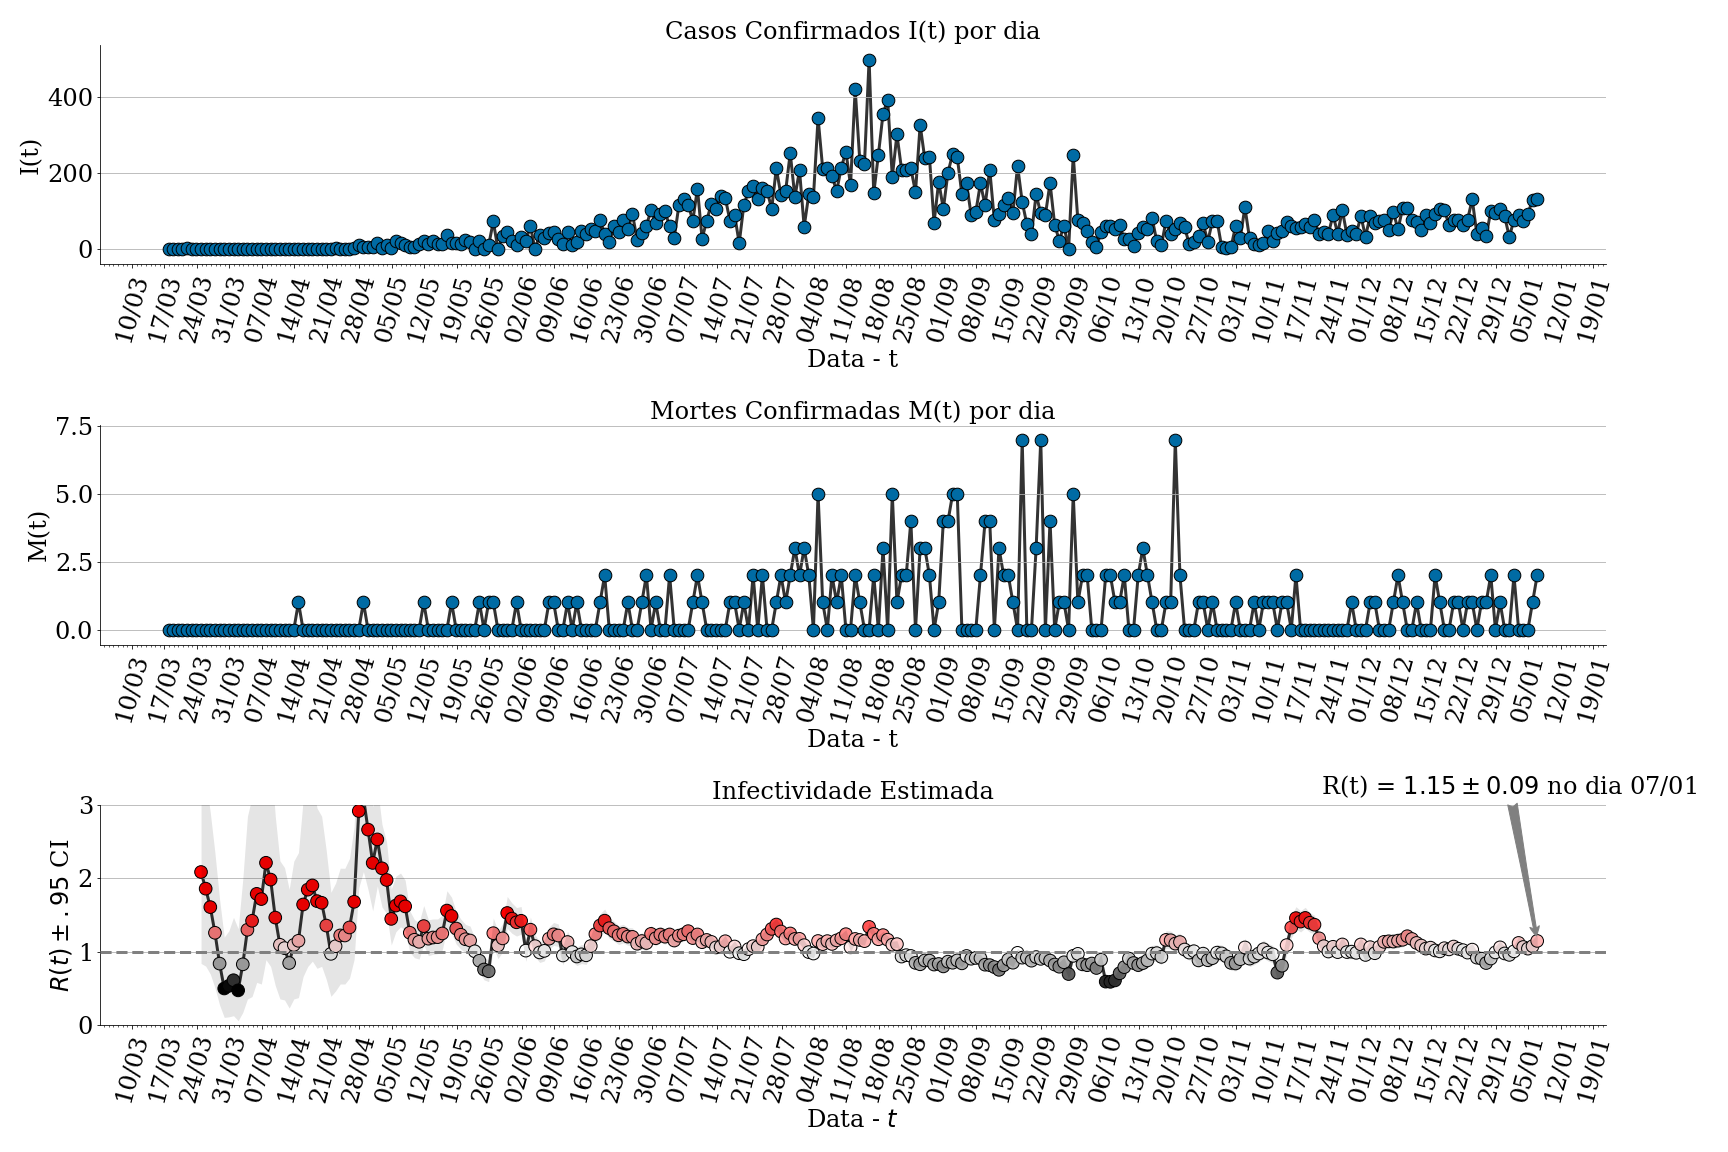 Casos Confirmados I(t) por dia
I(t)
400
200
0
10/03 17/03 24/03 31/03 07/04 14/04 21/04 28/04 05/05 12/05 19/05 26/05 02/06 09/06 16/06 23/06 30/06 07/07 14/07 21/07 28/07 04/08 11/08 18/08 25/08 01/09 08/09 15/09 22/09 29/09 06/10 13/10 20/10 27/10 03/11 10/11 17/11 24/11 01/12 08/12 15/12 22/12 29/12 05/01 12/01 19/01
Data - t
Mortes Confirmadas M(t) por dia
M(t)
7.5
5.0
2.5
0.0
10/03 17/03 24/03 31/03 07/04 14/04 21/04 28/04 05/05 12/05 19/05 26/05 02/06 09/06 16/06 23/06 30/06 07/07 14/07 21/07 28/07 04/08 11/08 18/08 25/08 01/09 08/09 15/09 22/09 29/09 06/10 13/10 20/10 27/10 03/11 10/11 17/11 24/11 01/12 08/12 15/12 22/12 29/12 05/01 12/01 19/01
Data - t
Infectividade Estimada
R(t) = 1.15 ± 0.09 no dia 07/01
R(t) ± .95 CI
3
2
1
0
10/03 17/03 24/03 31/03 07/04 14/04 21/04 28/04 05/05 12/05 19/05 26/05 02/06 09/06 16/06 23/06 30/06 07/07 14/07 21/07 28/07 04/08 11/08 18/08 25/08 01/09 08/09 15/09 22/09 29/09 06/10 13/10 20/10 27/10 03/11 10/11 17/11 24/11 01/12 08/12 15/12 22/12 29/12 05/01 12/01 19/01
Data - t